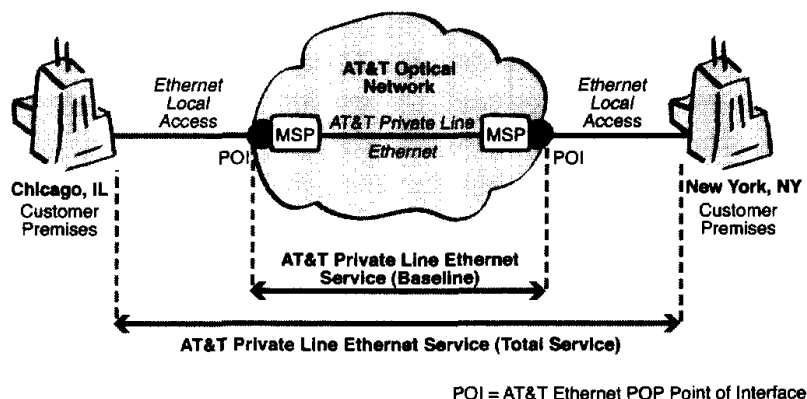 AT&T Optical
Network
Ethernet
Local
Access
Ethernet
Local
Access
MSP
AT&T Private Line
Ethernet
MSP
POI
POI
Chicago, IL
Customer
Premises
New York, NY
Customer
Premises
AT&T Private Line Ethernet
Service (Baseline)
AT&T Private Line Ethernet Service (Total Service)
POI = AT&T Ethernet POP Point of Interface